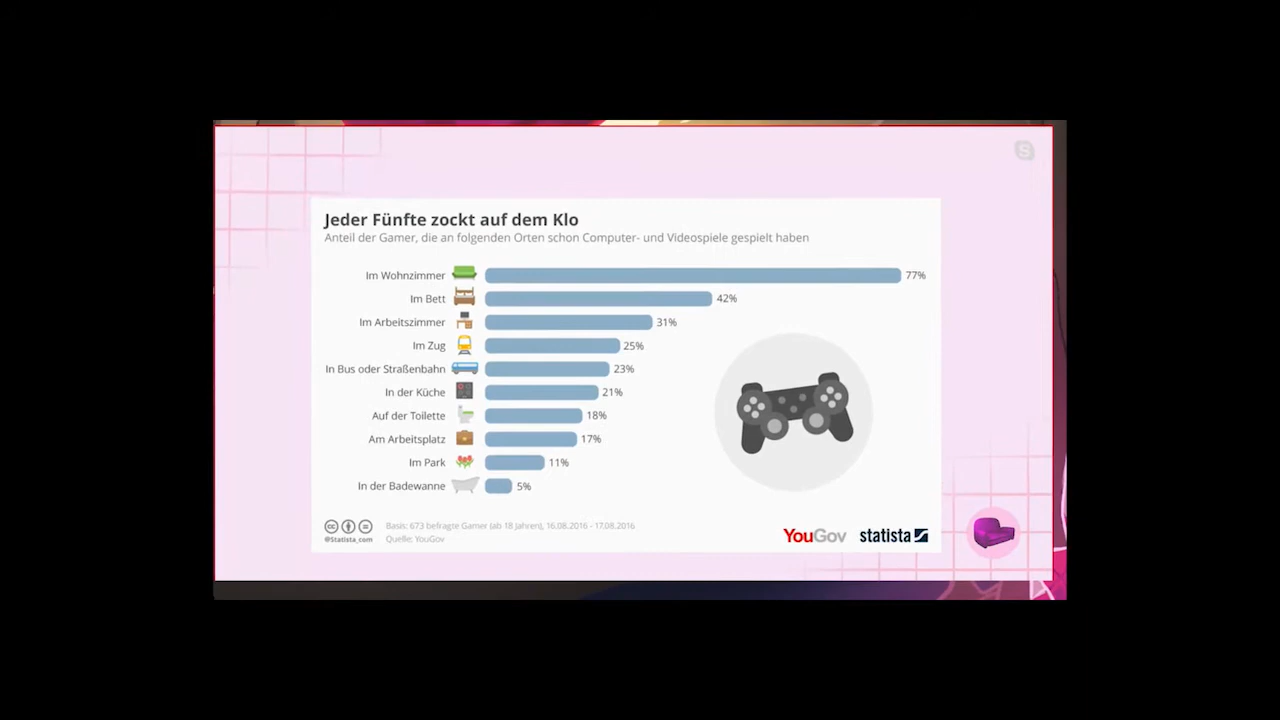 Jeder Fünfte zockt auf dem Klo
Anteil der Gamer, die an folgenden Orten schon Computer- und Videospiele gespielt haben
Im Wohnzimmer 77%
Im Bett 42%
Im Arbeitszimmer 31%
Im Zug 25%
In Bus oder Straßenbahn 23%
In der Küche 21%
Auf der Toilette 18%
Am Arbeitsplatz 17%
Im Park 11%
In der Badewanne 5%
Basis: 673 befragte Gamer (ab 18 Jahren), 16.08.2016 - 17.08.2016
@Statista_com Quelle: YouGov
YouGov statista